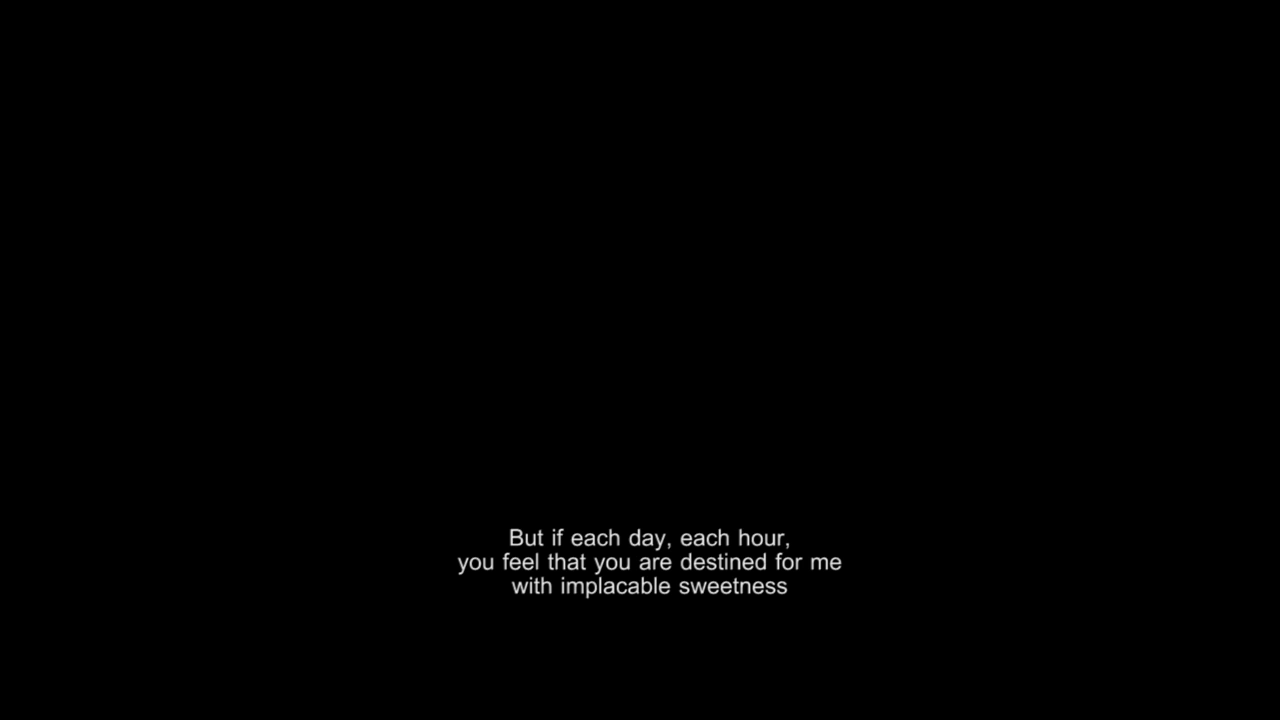 But if each day, each hour,
you feel that you are destined for me
with implacable sweetness